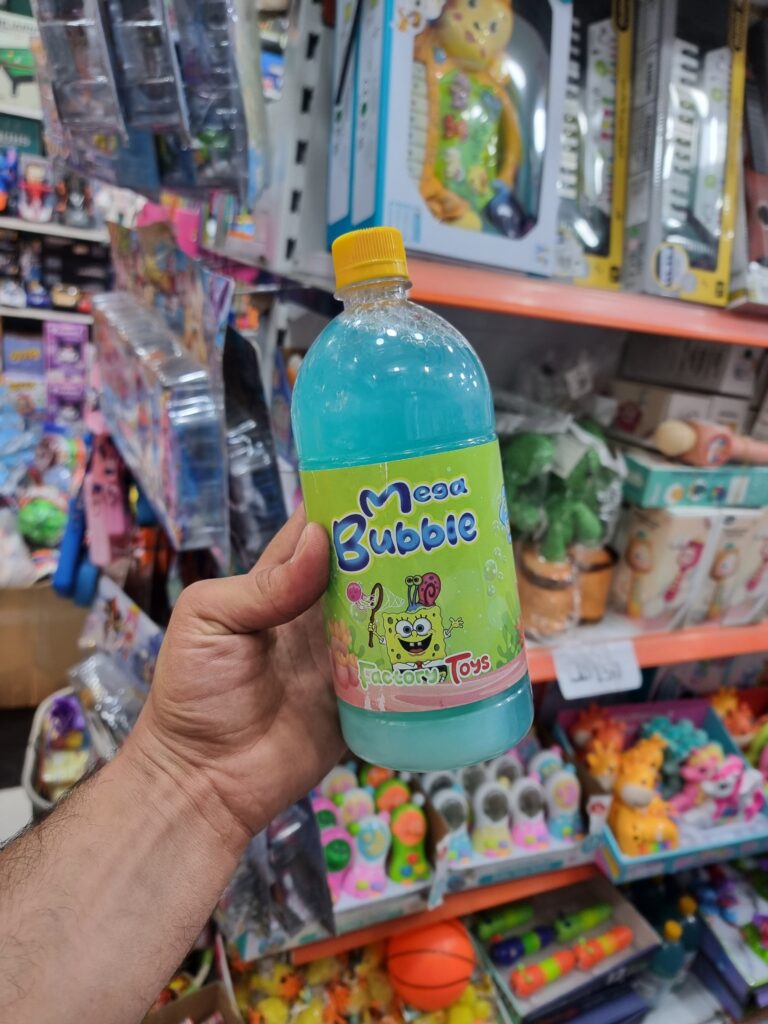 Mega
Bubble
Factory Toys